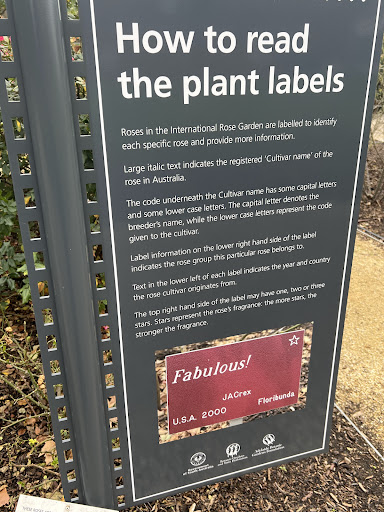 How to read
the plant labels
Roses in the International Rose Garden are labelled to identify
each specific rose and provide more information.
Large italic text indicates the registered 'Cultivar name' of the
rose in Australia.
The code underneath the Cultivar name has some capital letters
and some lower case letters. The capital letter denotes the
breeder's name, while the lower case letters represent the code
given to the cultivar.
Label information on the lower right hand side of the label
indicates the rose group this particular rose belongs to.
Text in the lower left of each label indicates the year and country
the rose cultivar originates from.
The top right hand side of the label may have one, two or three
stars. Stars represent the rose's fragrance: the more stars, the
stronger the fragrance.
Fabulous!
JACrex
U.S.A. 2000 Floribunda